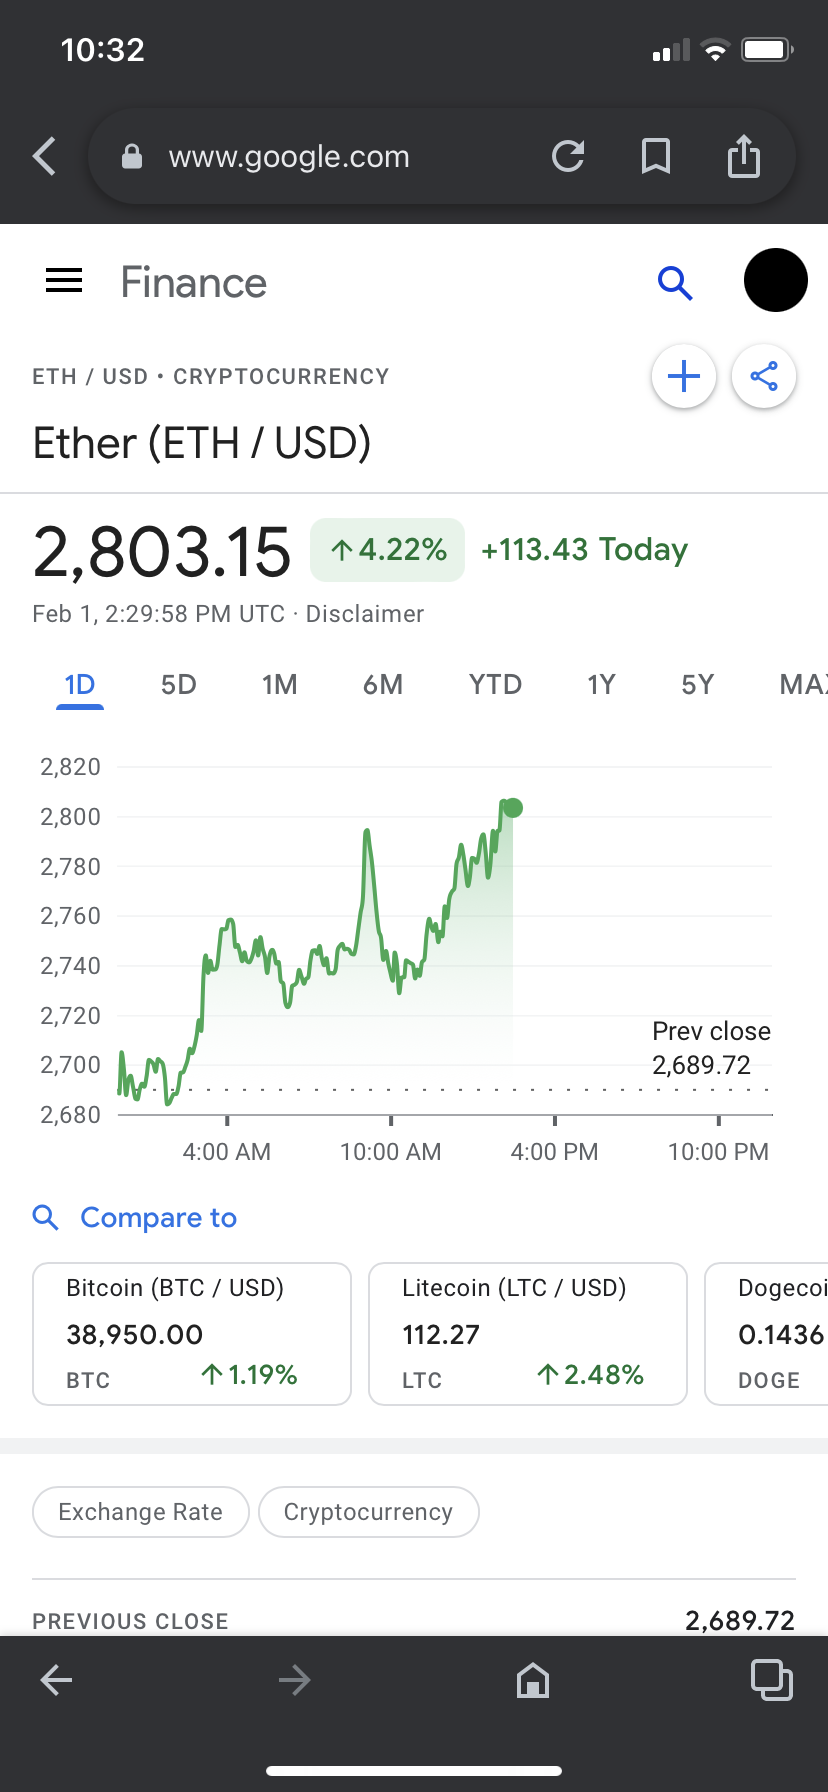 10:32
www.google.com
Finance
ETH / USD • CRYPTOCURRENCY
Ether (ETH / USD)
2,803.15 ↑4.22% +113.43 Today
Feb 1, 2:29:58 PM UTC · Disclaimer
1D 5D 1M 6M YTD 1Y 5Y MAX
2,820
2,800
2,780
2,760
2,740
2,720
2,700
2,680
Prev close
2,689.72
4:00 AM 10:00 AM 4:00 PM 10:00 PM
Compare to
Bitcoin (BTC / USD)
38,950.00
BTC ↑1.19%
Litecoin (LTC / USD)
112.27
LTC ↑2.48%
Dogecoi
0.1436
DOGE
Exchange Rate Cryptocurrency
PREVIOUS CLOSE 2,689.72